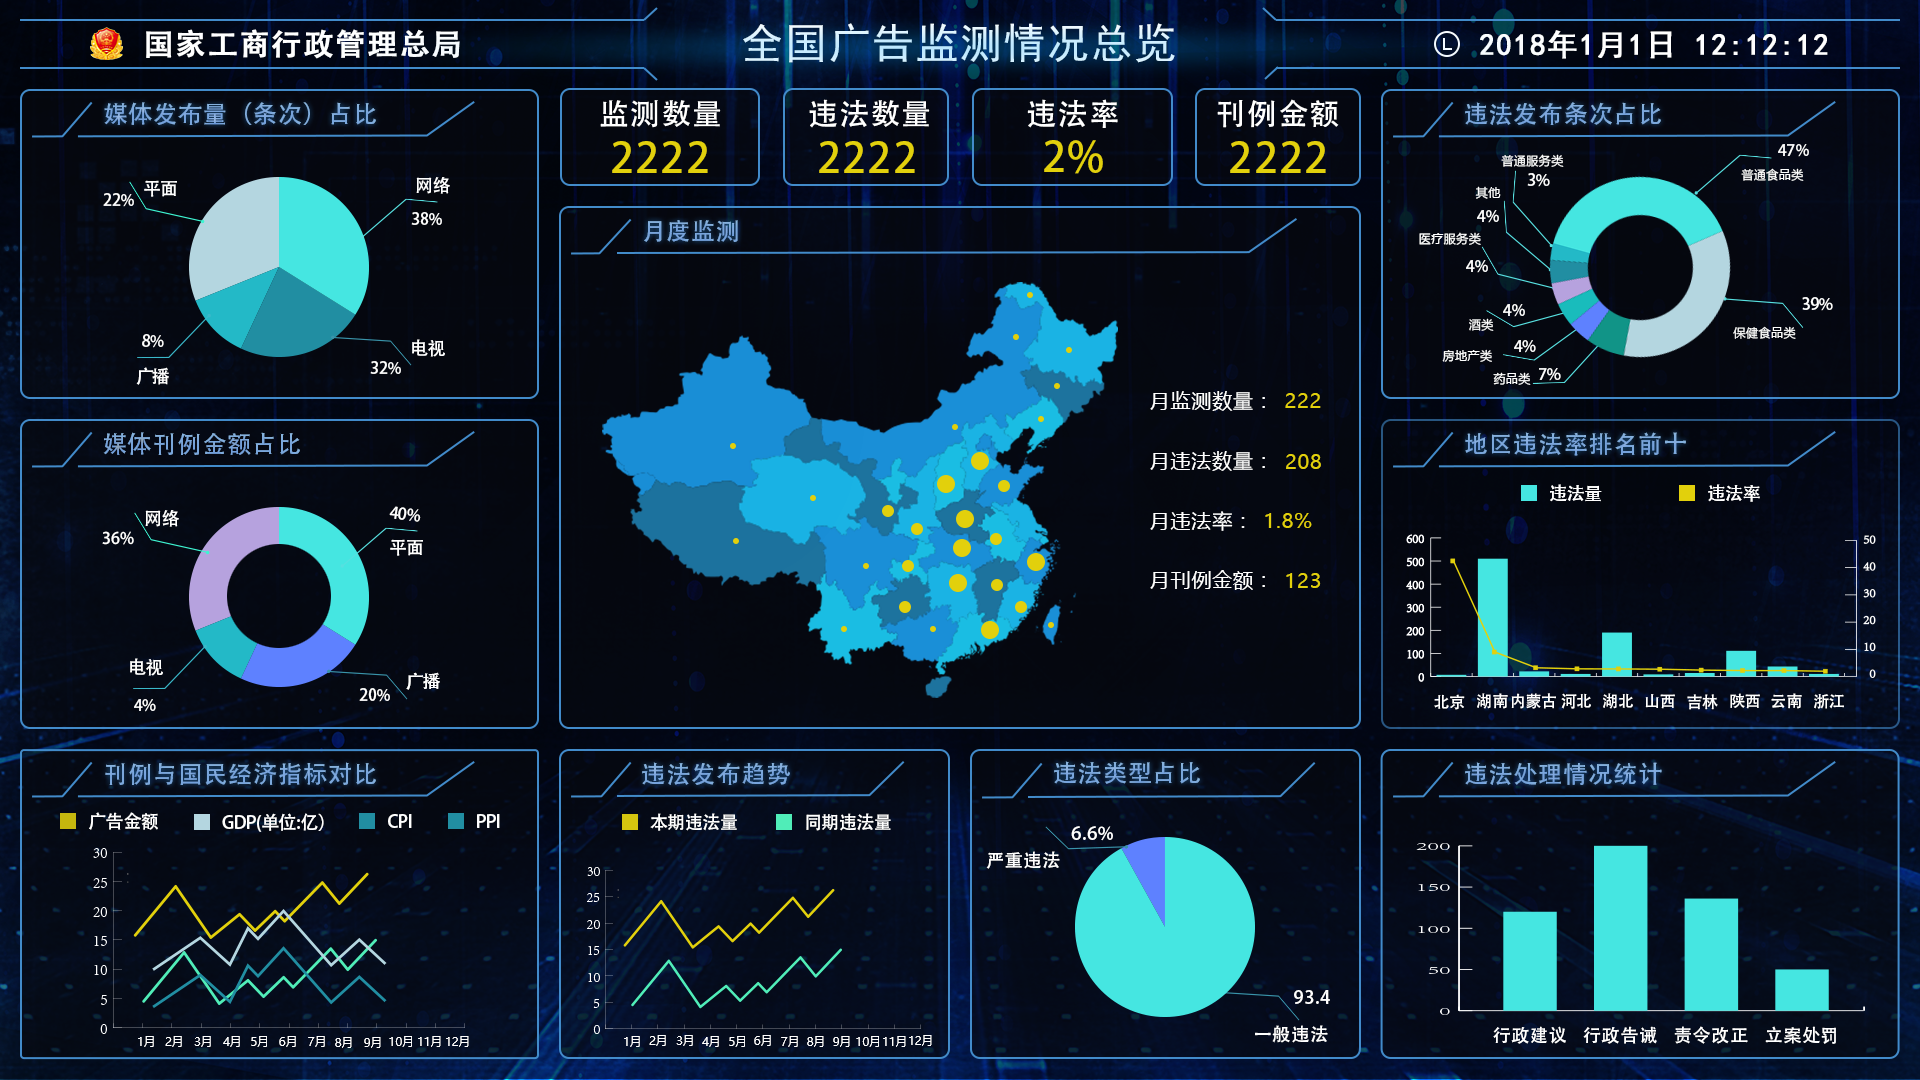 国家工商行政管理总局
全国广告监测情况总览
2018年1月1日 12:12:12
媒体发布量（条次）占比
平面
22%
网络
38%
8%
广播
电视
32%
监测数量
2222
违法数量
2222
违法率
2%
刊例金额
2222
违法发布条次占比
47%
普通食品类
普通服务类
3%
其他
4%
医疗服务类
4%
4%
酒类
4%
房地产类
药品类
7%
39%
保健食品类
月度监测
月监测数量： 222
月违法数量： 208
月违法率： 1.8%
月刊例金额： 123
媒体刊例金额占比
网络
36%
40%
平面
电视
4%
20%
广播
地区违法率排名前十
违法量 违法率
600
500
400
300
200
100
0
50
40
30
20
10
0
北京 湖南 内蒙古 河北 湖北 山西 吉林 陕西 云南 浙江
刊例与国民经济指标对比
广告金额 GDP(单位:亿） CPI PPI
30
25
20
15
10
5
0
1月 2月 3月 4月 5月 6月 7月 8月 9月 10月 11月 12月
违法发布趋势
本期违法量 同期违法量
30
25
20
15
10
5
0
1月 2月 3月 4月 5月 6月 7月 8月 9月 10月 11月 12月
违法类型占比
6.6%
严重违法
93.4
一般违法
违法处理情况统计
200
150
100
50
0
行政建议 行政告诫 责令改正 立案处罚